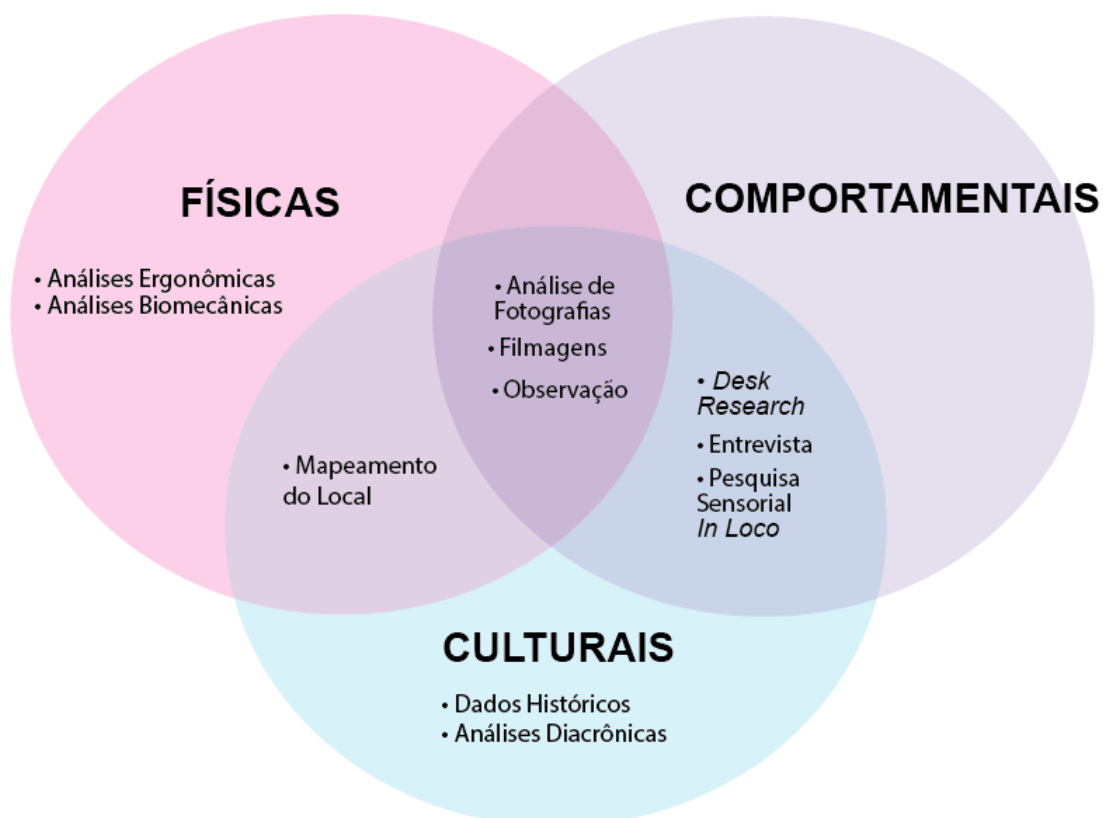 FÍSICAS
• Análises Ergonômicas
• Análises Biomecânicas
COMPORTAMENTAIS
• Análise de
Fotografias
• Filmagens
• Observação
• Desk
Research
• Entrevista
• Pesquisa
Sensorial
In Loco
• Mapeamento
do Local
CULTURAIS
• Dados Históricos
• Análises Diacrônicas